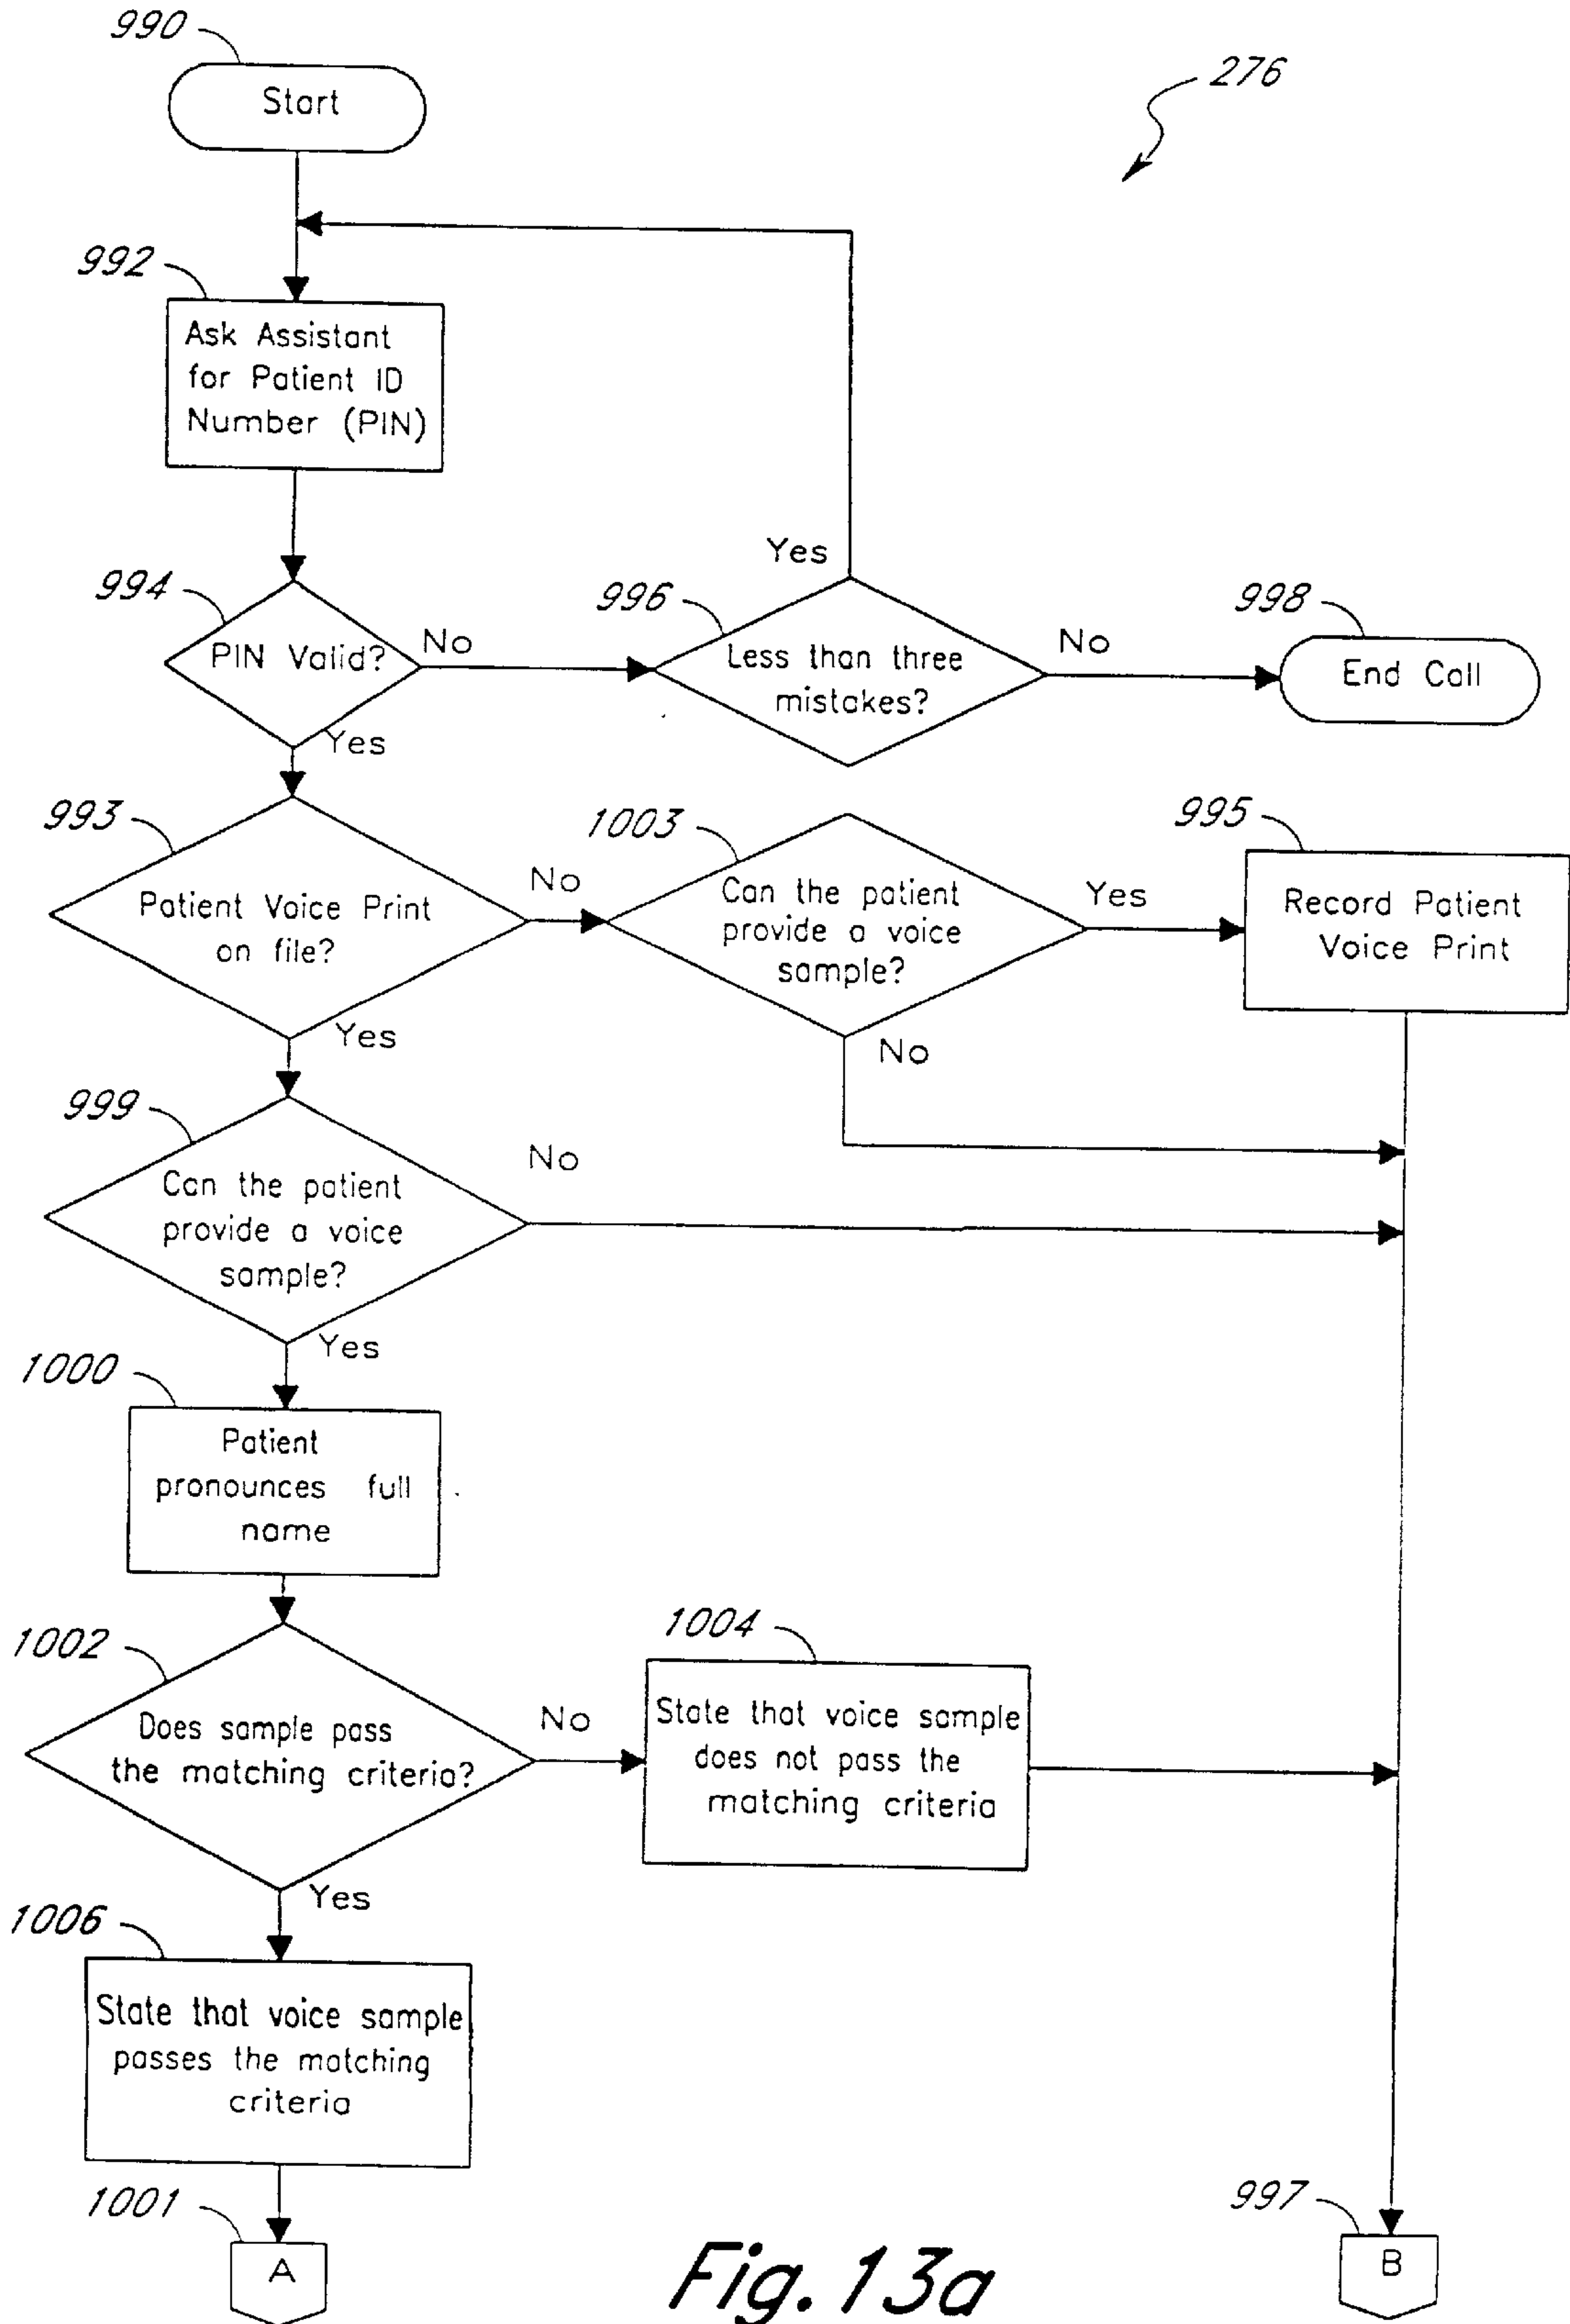 990
Start
276
992
Ask Assistant
for Patient ID
Number (PIN)
994
PIN Valid?
No
Yes
996
Yes
Less than three
mistakes?
No
998
End Call
993
Patient Voice Print
on file?
No
Yes
1003
Can the patient
provide a voice
sample?
Yes
No
995
Record Patient
Voice Print
999
Can the patient
provide a voice
sample?
No
Yes
1000
Patient
pronounces full
name
1002
Does sample pass
the matching criteria?
No
Yes
1004
State that voice sample
does not pass the
matching criteria
1006
State that voice sample
passes the matching
criteria
1001
A
997
B
Fig. 13a